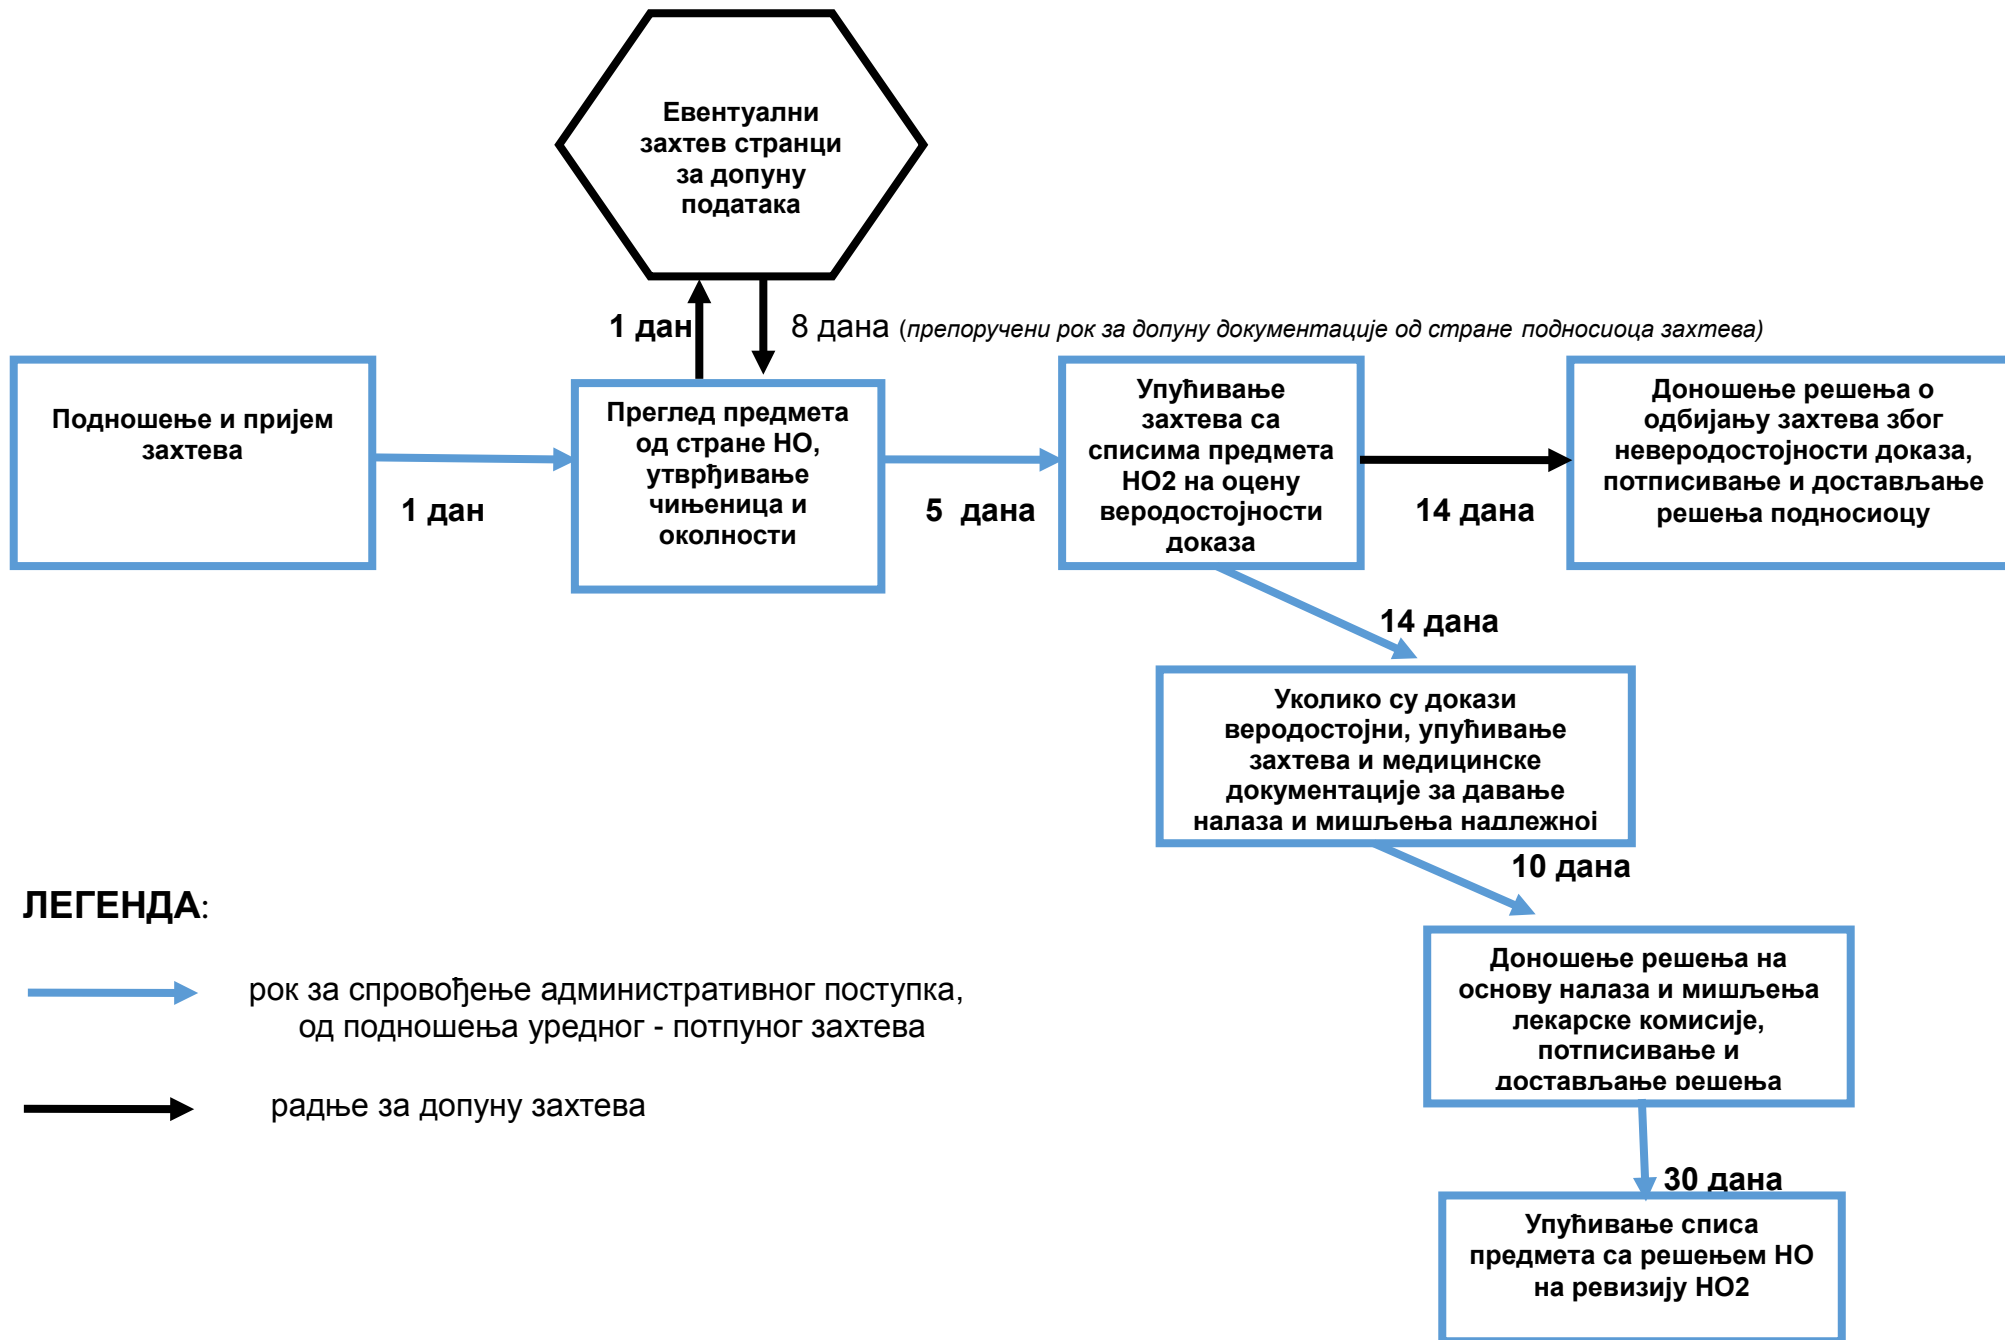 Евентуални
захтев странци
за допуну
података
1 дан
8 дана (препоручени рок за допуну документације од стране подносиоца захтева)
Подношење и пријем
захтева
1 дан
Преглед предмета
од стране НО,
утврђивање
чињеница и
околности
5 дана
Упућивање
захтева са
списима предмета
НО2 на оцену
веродостојности
доказа
14 дана
Доношење решења о
одбијању захтева због
неверодостојности доказа,
потписивање и достављање
решења подносиоцу
14 дана
Уколико су докази
веродостојни, упућивање
захтева и медицинске
документације за давање
налаза и мишљења
10 дана
Доношење решења на
основу налаза и мишљења
лекарске комисије,
потписивање и
достављање решења
30 дана
Упућивање списа
предмета са решењем НО
на ревизију НО2
ЛЕГЕНДА:
рок за спровођење административног поступка,
од подношења уредног - потпуног захтева
радње за допуну захтева